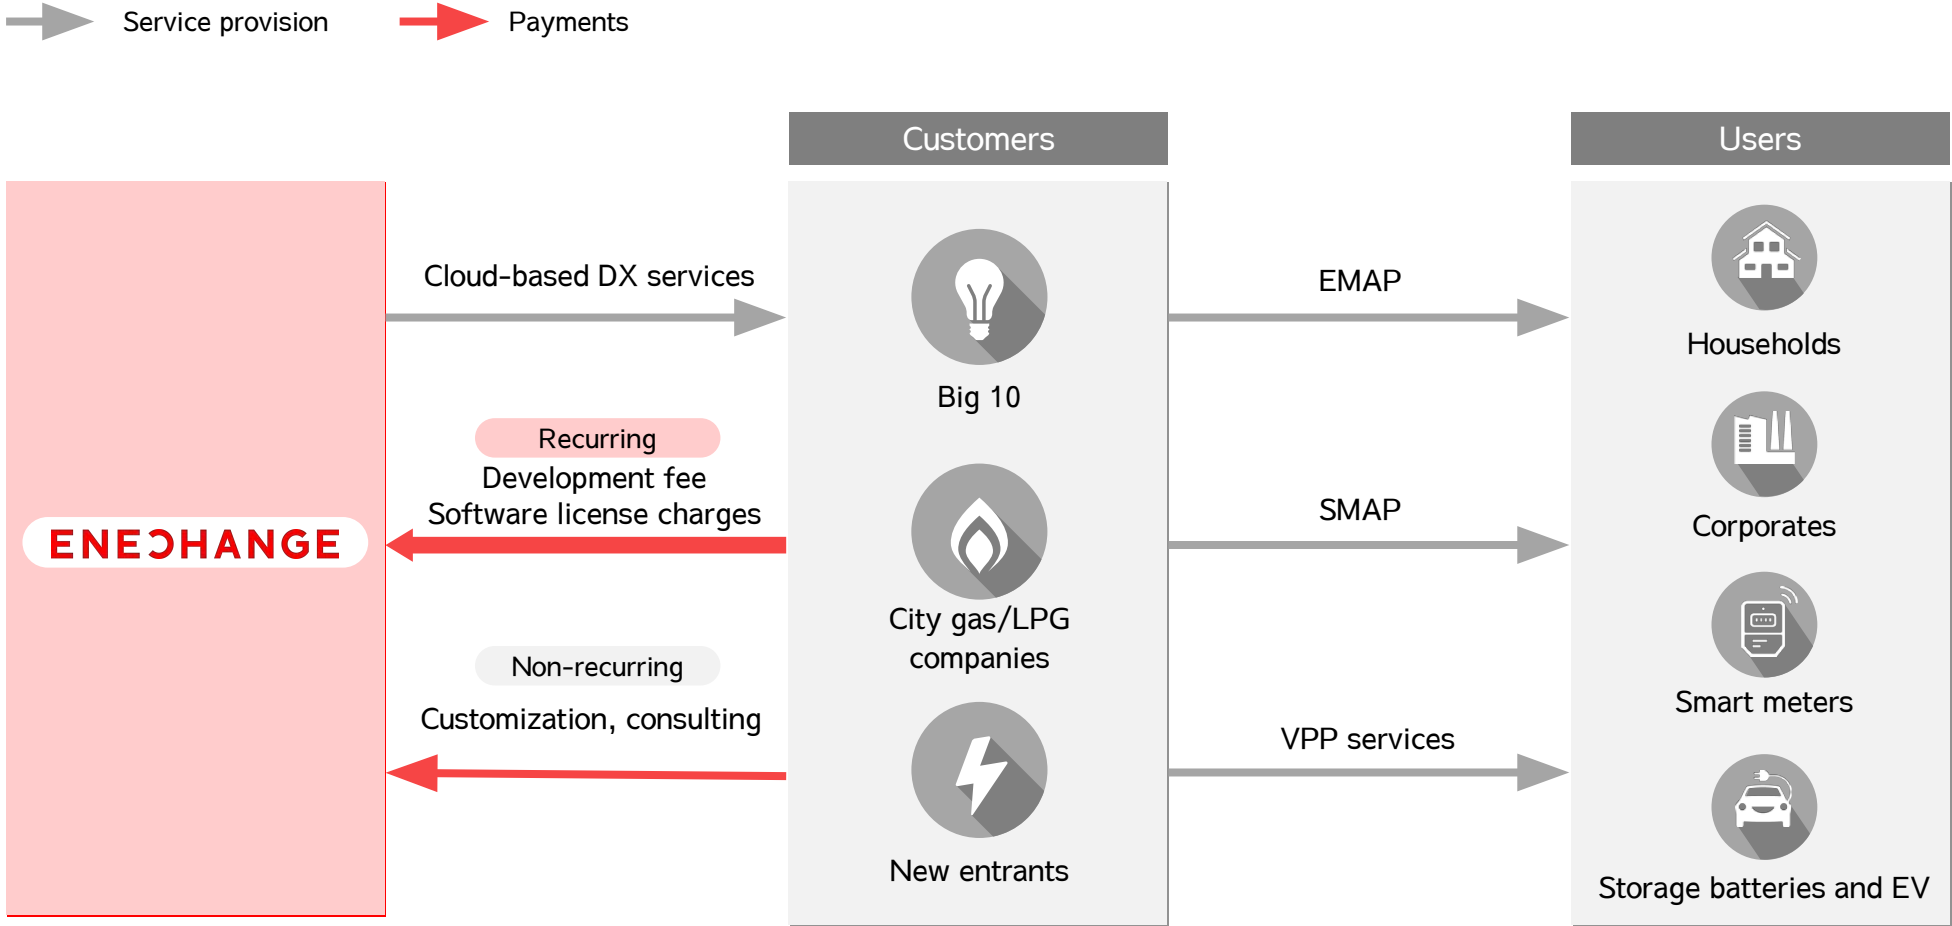 Service provision
Payments
Customers
Users
Cloud-based DX services
EMAP
Households
Big 10
Recurring
Development fee
Software license charges
SMAP
Corporates
ENECHANGE
City gas/LPG
companies
Non-recurring
Customization, consulting
Smart meters
VPP services
New entrants
Storage batteries and EV